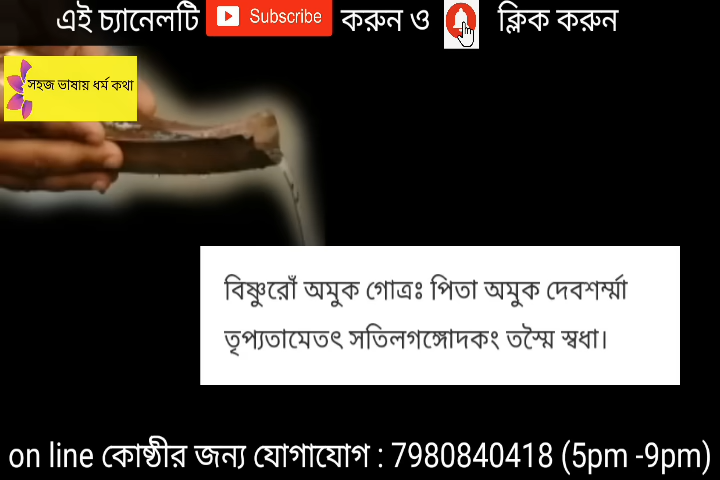 এই চ্যানেলটি Subscribe করুন ও ক্লিক করুন
সহজ ভাষায় ধর্ম কথা
বিষ্ণুরোঁ অমুক গোত্রঃ পিতা অমুক দেবশর্ম্মা
তৃপ্যতামেতৎ সতিলগঙ্গোদকং তস্মৈ স্বধা।
on line কোষ্ঠীর জন্য যোগাযোগ : 7980840418 (5pm -9pm)